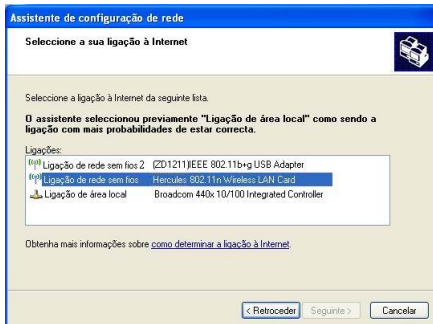 Assistente de configuração de rede
Seleccione a sua ligação à Internet
Seleccione a ligação à Internet da seguinte lista.
O assistente seleccionou previamente "Ligação de área local" como sendo a
ligação com mais probabilidades de estar correcta.
Ligações:
Ligação de rede sem fios 2 (ZD1211)IEEE 802.11b+g USB Adapter
Ligação de rede sem fios Hercules 802.11n Wireless LAN Card
Ligação de área local Broadcom 440x 10/100 Integrated Controller
Obtenha mais informações sobre como determinar a ligação à Internet.
< Retroceder Seguinte > Cancelar